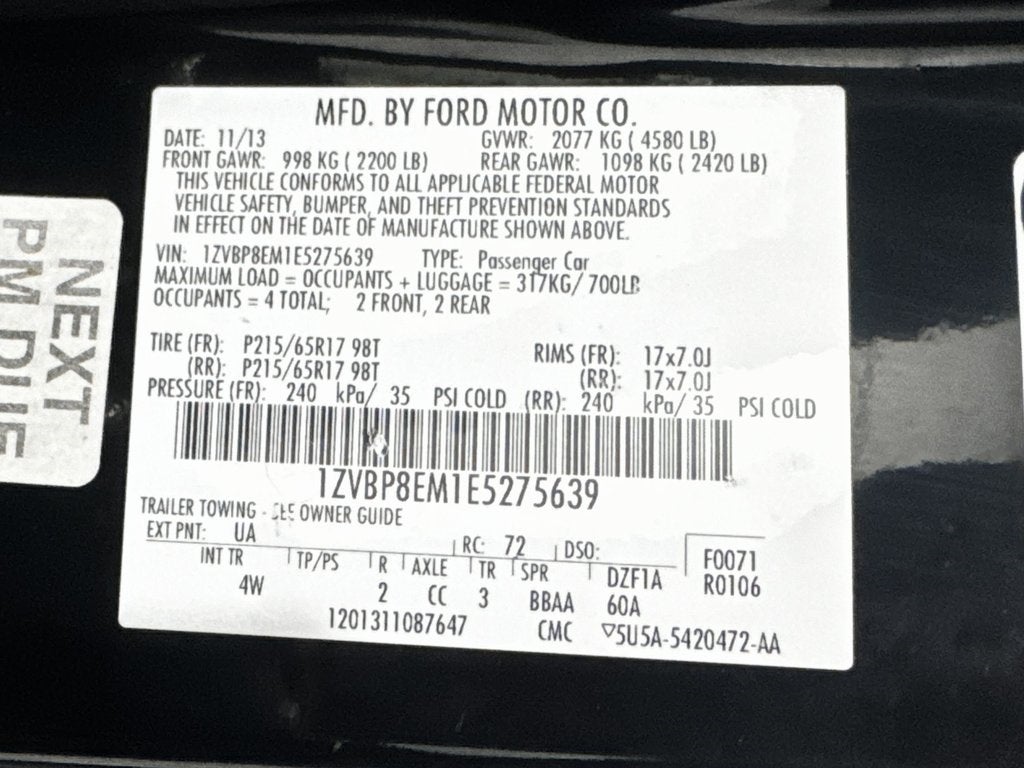 MFD. BY FORD MOTOR CO.
DATE: 11/13 GVWR: 2077 KG ( 4580 LB)
FRONT GAWR: 998 KG ( 2200 LB) REAR GAWR: 1098 KG ( 2420 LB)
THIS VEHICLE CONFORMS TO ALL APPLICABLE FEDERAL MOTOR
VEHICLE SAFETY, BUMPER, AND THEFT PREVENTION STANDARDS
IN EFFECT ON THE DATE OF MANUFACTURE SHOWN ABOVE.
VIN: 1ZVBP8EM1E5275639 TYPE: Passenger Car
MAXIMUM LOAD = OCCUPANTS + LUGGAGE = 317KG/ 700LB
OCCUPANTS = 4 TOTAL; 2 FRONT, 2 REAR
TIRE (FR): P215/65R17 98T RIMS (FR): 17x7.0J
(RR): P215/65R17 98T (RR): 17x7.0J
PRESSURE (FR): 240 kPa/ 35 PSI COLD (RR): 240 kPa/ 35 PSI COLD
1ZVBP8EM1E5275639
TRAILER TOWING - SEE OWNER GUIDE
EXT PNT: UA RC: 72 DSO: F0071
INT TR TP/PS R AXLE TR SPR DZF1A R0106
4W 2 CC 3 BBAA 60A
1201311087647 CMC ▽5U5A-5420472-AA
NEXT
PM DUE